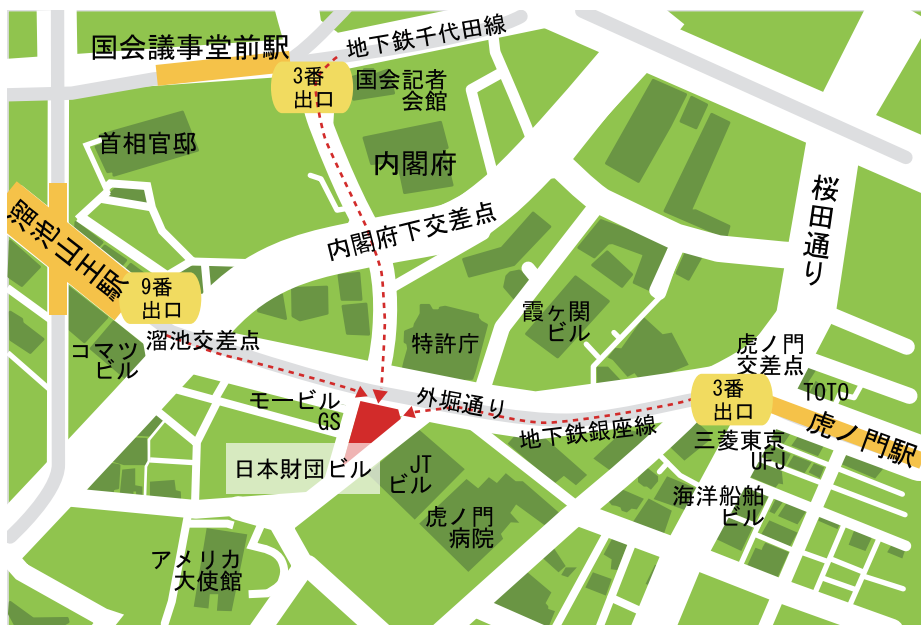 国会議事堂前駅
地下鉄千代田線
3番
出口
国会記者
会館
首相官邸
内閣府
桜田通り
溜池山王駅
内閣府下交差点
9番
出口
溜池交差点
コマツ
ビル
特許庁
霞ヶ関
ビル
虎ノ門
交差点
モービル
GS
外堀通り
地下鉄銀座線
3番
出口
TOTO
虎ノ門駅
三菱東京
UFJ
日本財団ビル
JT
ビル
海洋船舶
ビル
虎ノ門
病院
アメリカ
大使館